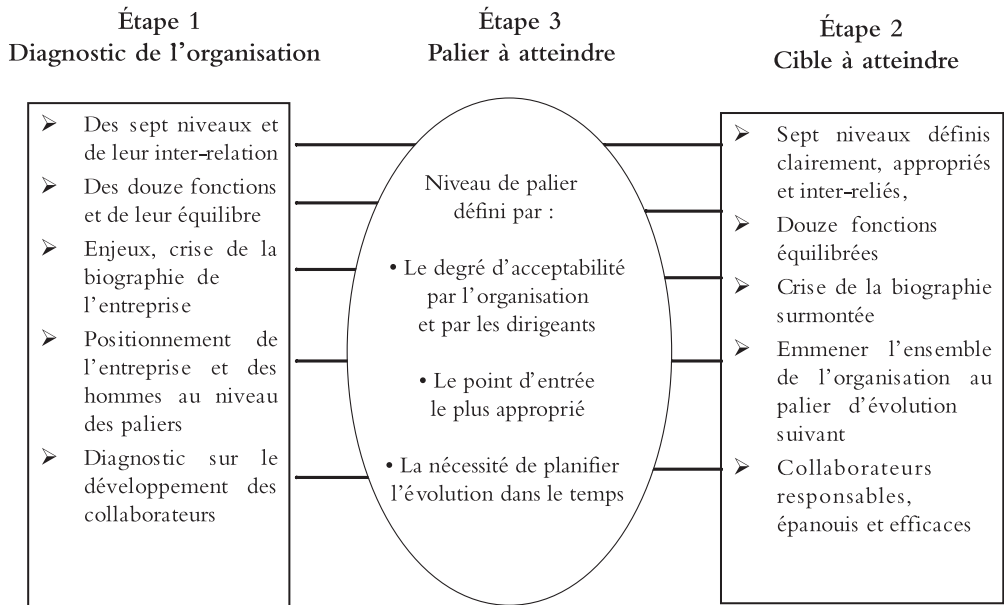 Étape 1
Diagnostic de l'organisation
➢ Des sept niveaux et
de leur inter-relation
➢ Des douze fonctions
et de leur équilibre
➢ Enjeux, crise de la
biographie de
l'entreprise
➢ Positionnement de
l'entreprise et des
hommes au niveau
des paliers
➢ Diagnostic sur le
développement des
collaborateurs
Étape 3
Palier à atteindre
Niveau de palier
défini par :
• Le degré d'acceptabilité
par l'organisation
et par les dirigeants
• Le point d'entrée
le plus approprié
• La nécessité de planifier
l'évolution dans le temps
Étape 2
Cible à atteindre
➢ Sept niveaux définis
clairement, appropriés
et inter-reliés,
➢ Douze fonctions
équilibrées
➢ Crise de la biographie
surmontée
➢ Emmener l'ensemble
de l'organisation au
palier d'évolution
suivant
➢ Collaborateurs
responsables,
épanouis et efficaces